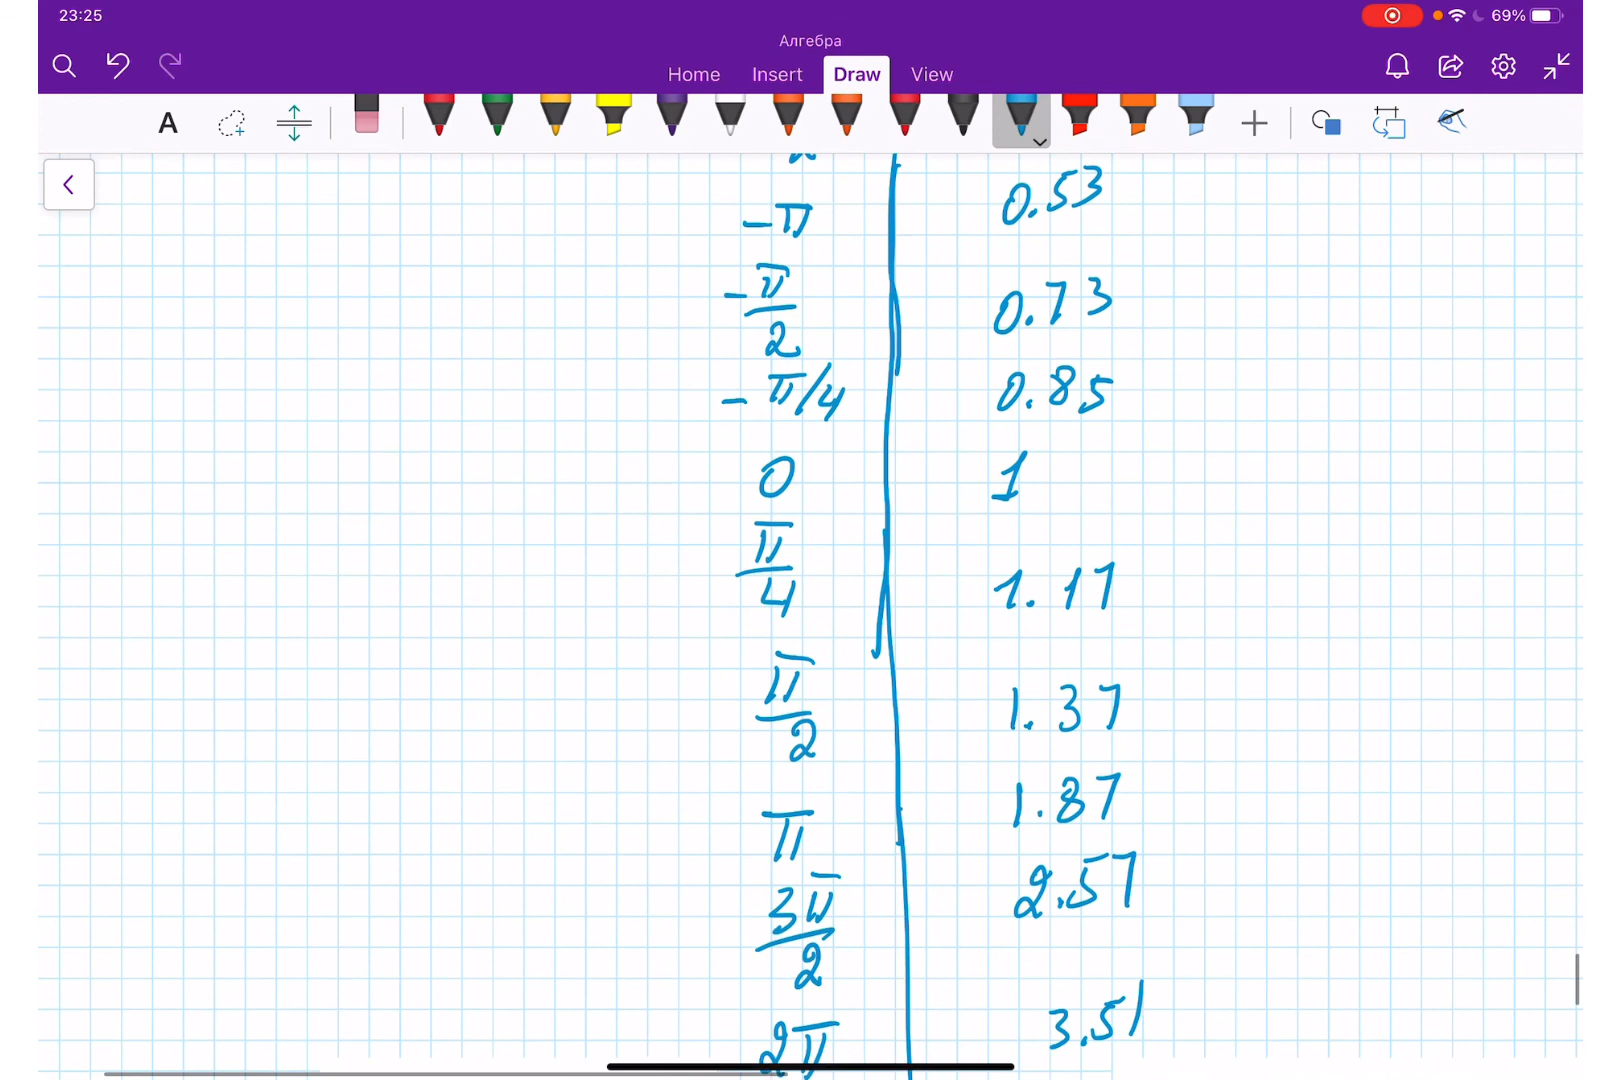 23:25
69%
Алгебра
Home Insert Draw View
A
-π 0.53
-π/2 0.73
-π/4 0.85
0 1
π/4 1.17
π/2 1.37
π 1.87
3π/2 2.57
2π 3.51